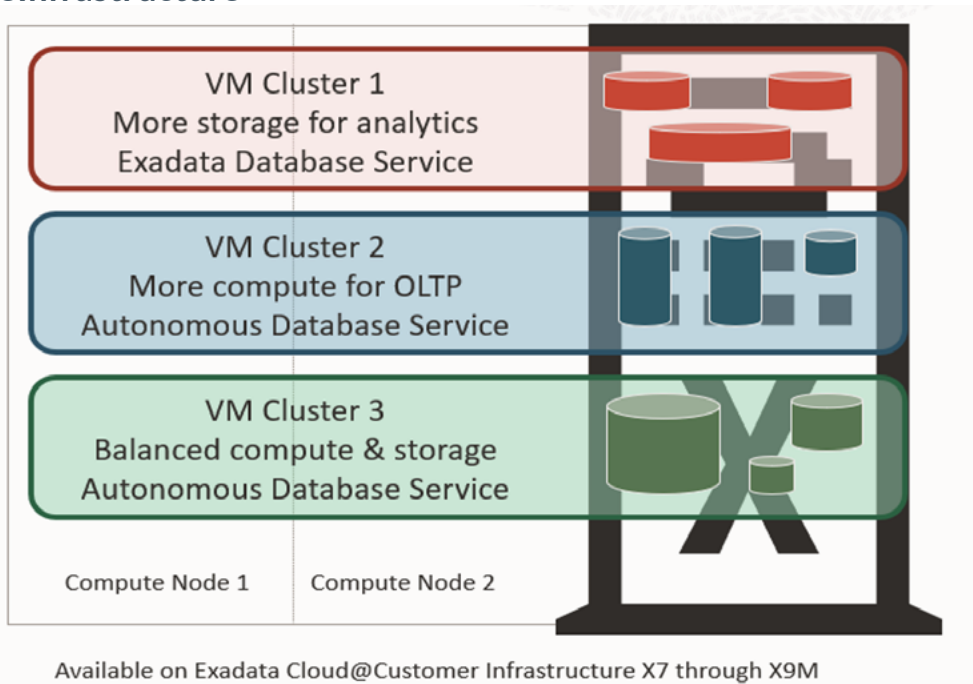 VM Cluster 1
More storage for analytics
Exadata Database Service
VM Cluster 2
More compute for OLTP
Autonomous Database Service
VM Cluster 3
Balanced compute & storage
Autonomous Database Service
Compute Node 1
Compute Node 2
Available on Exadata Cloud@Customer Infrastructure X7 through X9M